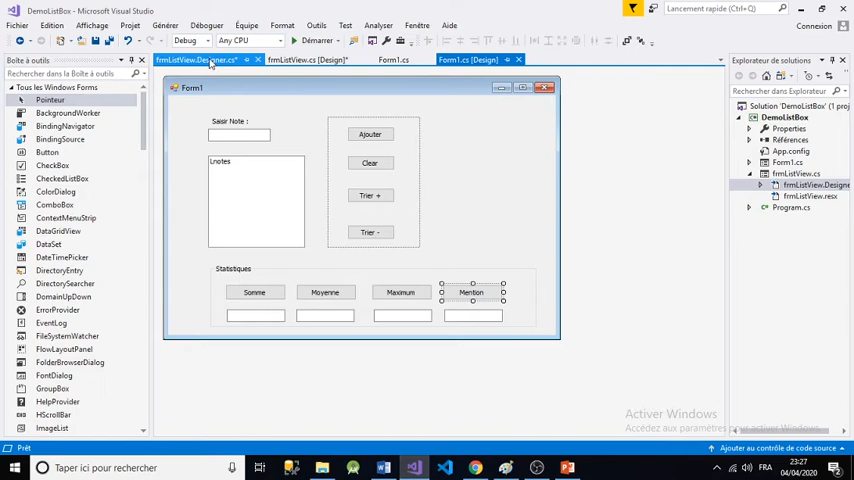 DemoListBox - Microsoft Visual Studio
Lancement rapide (Ctrl+Q)
Fichier Edition Affichage Projet Générer Déboguer Équipe Format Outils Test Analyser Fenêtre Aide
Connexion
Debug Any CPU Démarrer
Boîte à outils
frmListView.Designer.cs* frmListView.cs [Design]* Form1.cs Form1.cs [Design]
Explorateur de solutions
Rechercher dans la boîte à outils
Tous les Windows Forms
Pointeur
BackgroundWorker
BindingNavigator
BindingSource
Button
CheckBox
CheckedListBox
ColorDialog
ComboBox
ContextMenuStrip
DataGridView
DataSet
DateTimePicker
DirectoryEntry
DirectorySearcher
DomainUpDown
ErrorProvider
EventLog
FileSystemWatcher
FlowLayoutPanel
FolderBrowserDialog
FontDialog
GroupBox
HelpProvider
HScrollBar
ImageList
Form1
Saisir Note :
Lnotes
Ajouter
Clear
Trier +
Trier -
Statistiques
Somme Moyenne Maximum Mention
Rechercher dans l'
Solution 'DemoListBox' (1 proj
DemoListBox
Properties
Références
App.config
Form1.cs
frmListView.cs
frmListView.Designe
frmListView.resx
Program.cs
Activer Windows
Accédez aux paramètres pour activer Windows.
Prêt
Ajouter au contrôle de code source
Taper ici pour rechercher
FRA
23:27
04/04/2020
2